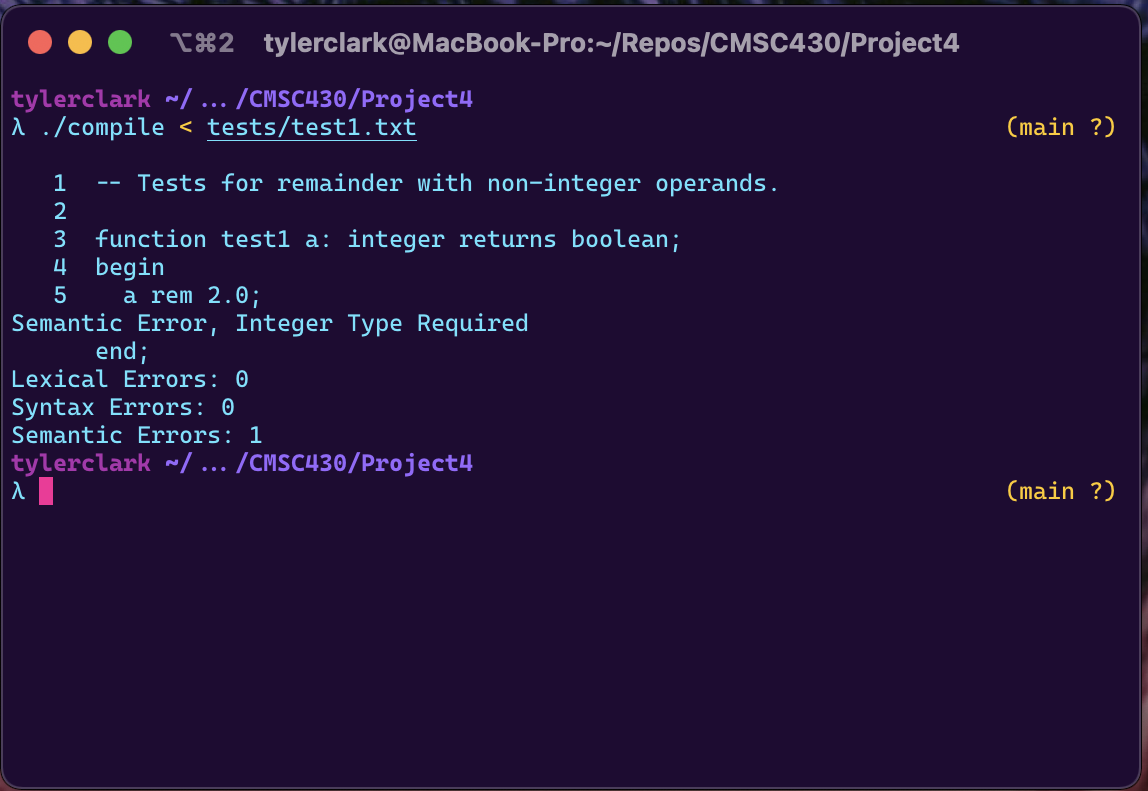 ⌥⌘2 tylerclark@MacBook-Pro:~/Repos/CMSC430/Project4
tylerclark ~/ … /CMSC430/Project4
λ ./compile < tests/test1.txt (main ?)
1 -- Tests for remainder with non-integer operands.
2
3 function test1 a: integer returns boolean;
4 begin
5 a rem 2.0;
Semantic Error, Integer Type Required
end;
Lexical Errors: 0
Syntax Errors: 0
Semantic Errors: 1
tylerclark ~/ … /CMSC430/Project4
λ (main ?)